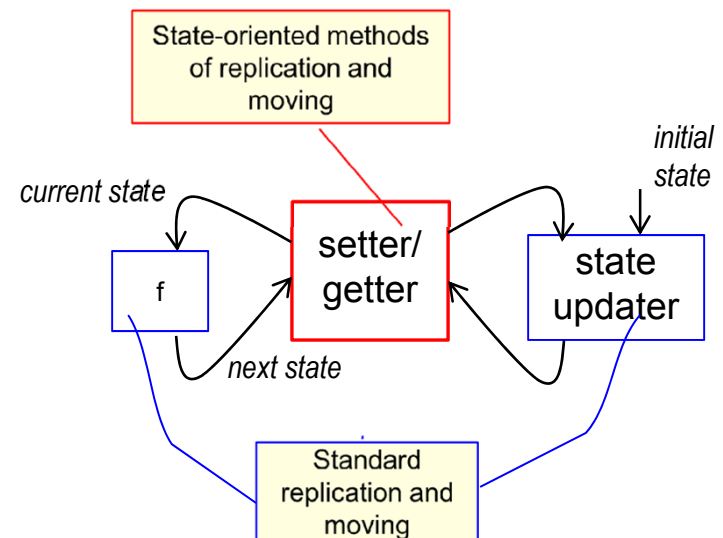 State-oriented methods
of replication and
moving
initial
state
current state
setter/
getter
state
updater
f
next state
Standard
replication and
moving